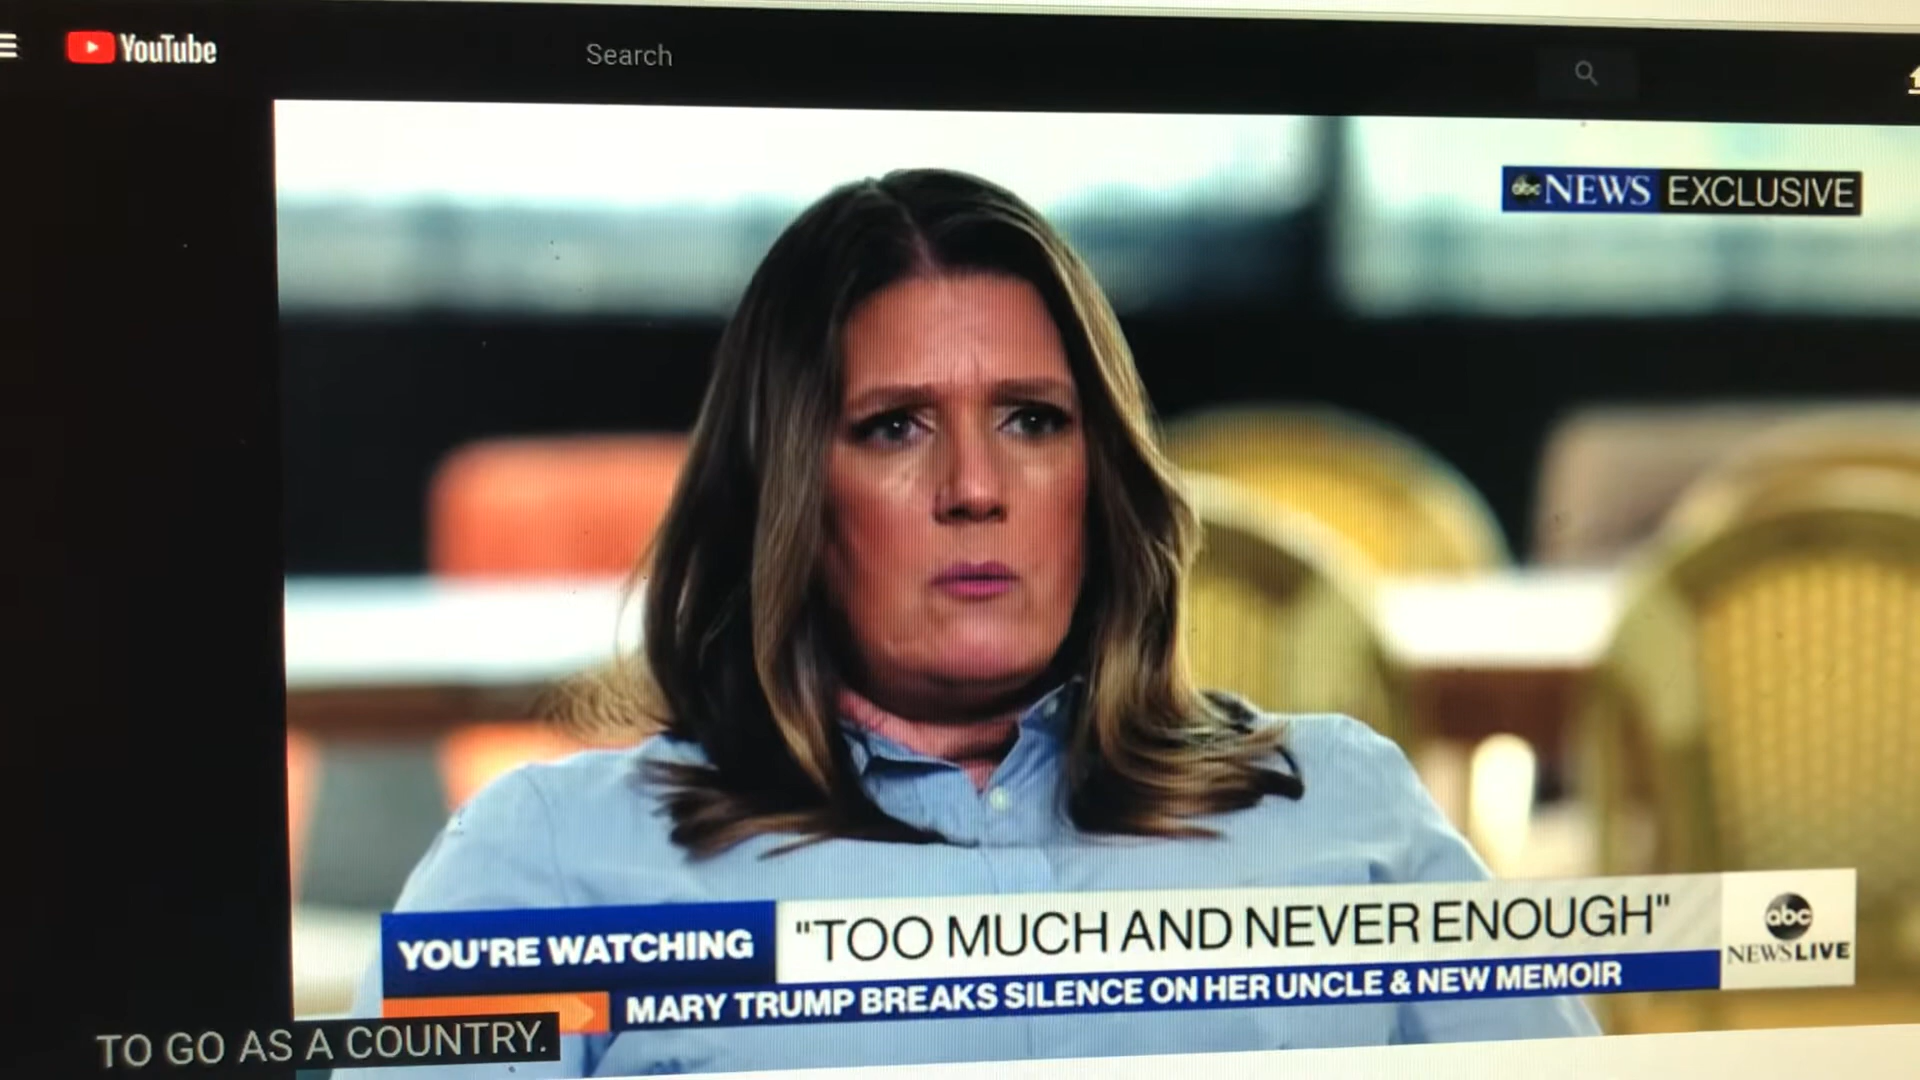 YouTube
Search
abc NEWS EXCLUSIVE
YOU'RE WATCHING
"TOO MUCH AND NEVER ENOUGH"
MARY TRUMP BREAKS SILENCE ON HER UNCLE & NEW MEMOIR
abc
NEWS LIVE
TO GO AS A COUNTRY.